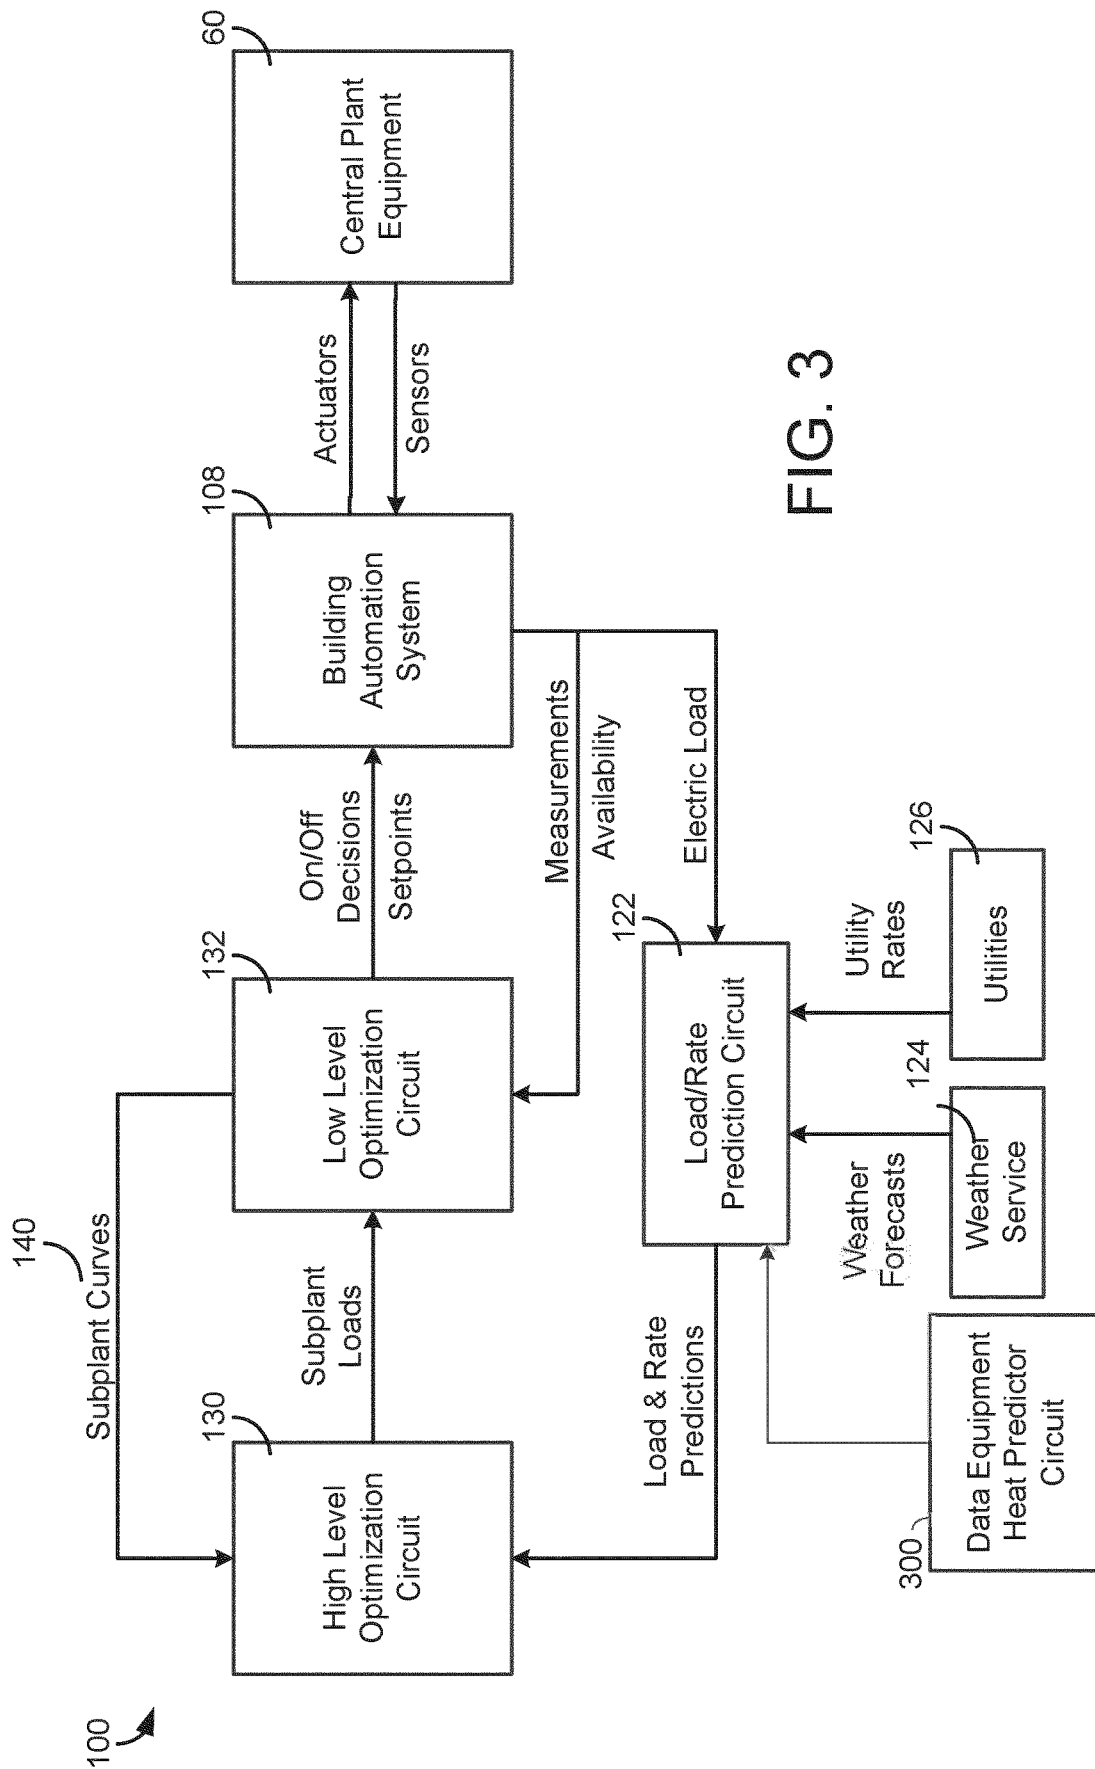 100
Subplant Curves
140
130
High Level
Optimization
Circuit
Subplant
Loads
132
Low Level
Optimization
Circuit
On/Off
Decisions
Setpoints
108
Building
Automation
System
Actuators
Sensors
60
Central Plant
Equipment
Measurements
Availability
Electric Load
Load & Rate
Predictions
122
Load/Rate
Prediction Circuit
Weather
Forecasts
Utility
Rates
300
Data Equipment
Heat Predictor
Circuit
124
Weather
Service
126
Utilities
FIG. 3